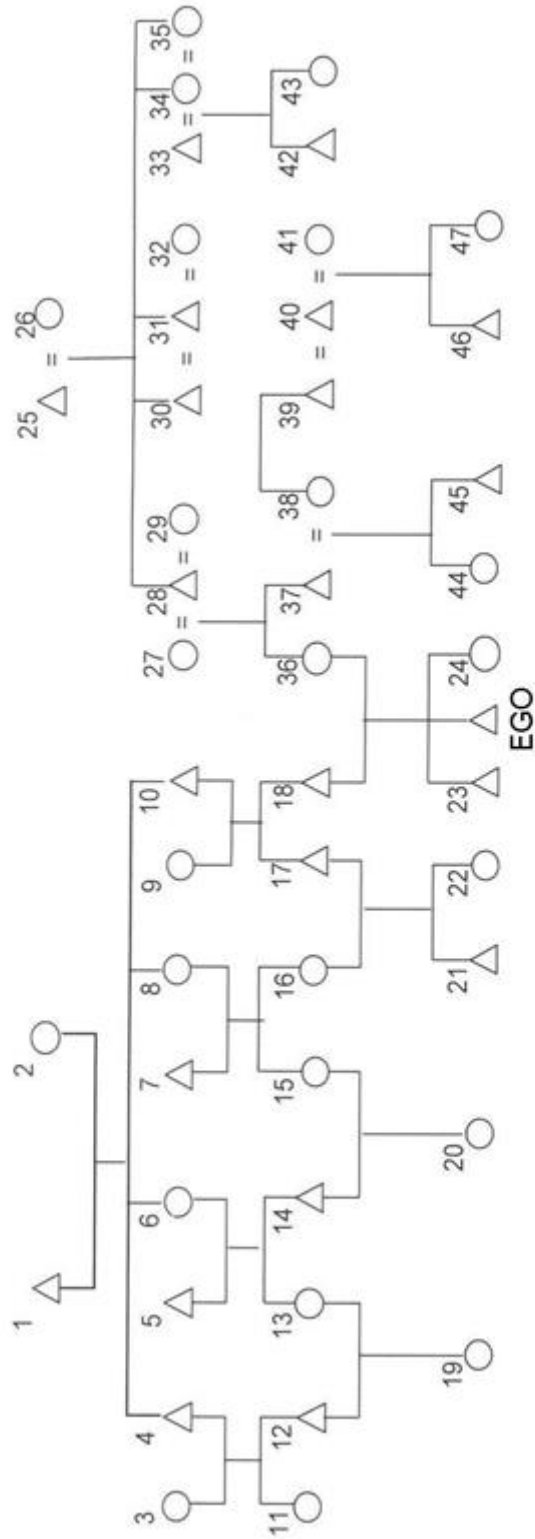 1 2 25 = 26
3 4 5 6 7 8 9 10 27 = 28 = 29 30 = 31 = 32 33 = 34 = 35
11 12 13 14 15 16 17 18 36 37 = 38 39 = 40 = 41 42 43
19 20 21 22 23 24 44 45 46 47
EGO